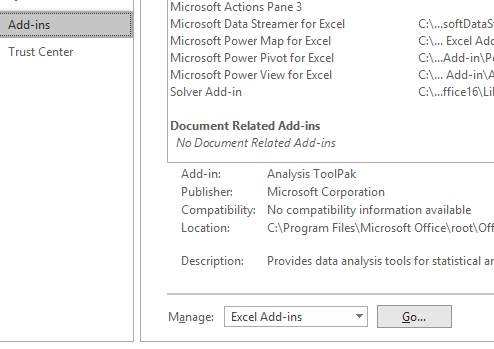 Microsoft Actions Pane 3
Add-ins
Microsoft Data Streamer for Excel C:\...softDataS
Trust Center
Microsoft Power Map for Excel C:\... Excel Add
Microsoft Power Pivot for Excel C:\...Add-in\Po
Microsoft Power View for Excel C:\... Add-in\A
Solver Add-in C:\...ffice16\Lil
Document Related Add-ins
No Document Related Add-ins
Add-in: Analysis ToolPak
Publisher: Microsoft Corporation
Compatibility: No compatibility information available
Location: C:\Program Files\Microsoft Office\root\Off
Description: Provides data analysis tools for statistical an
Manage: Excel Add-ins Go...